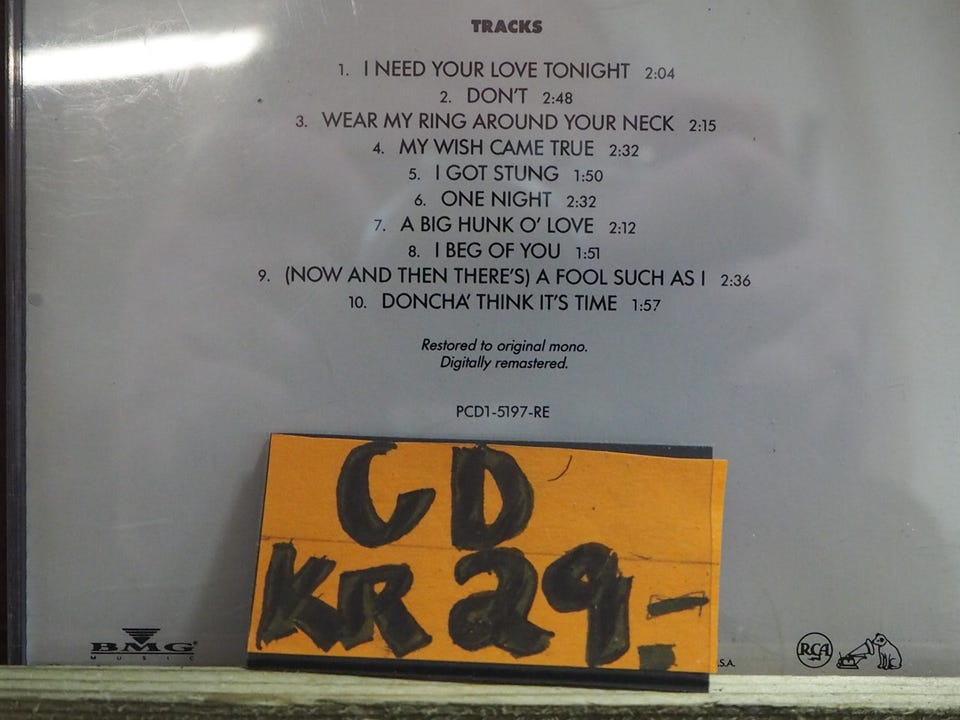 TRACKS
1. I NEED YOUR LOVE TONIGHT 2:04
2. DON'T 2:48
3. WEAR MY RING AROUND YOUR NECK 2:15
4. MY WISH CAME TRUE 2:32
5. I GOT STUNG 1:50
6. ONE NIGHT 2:32
7. A BIG HUNK O' LOVE 2:12
8. I BEG OF YOU 1:51
9. (NOW AND THEN THERE'S) A FOOL SUCH AS I 2:36
10. DONCHA' THINK IT'S TIME 1:57
Restored to original mono.
Digitally remastered.
PCD1-5197-RE
CD
KR 29.-
BMG
MUSIC
S.A.
RCA